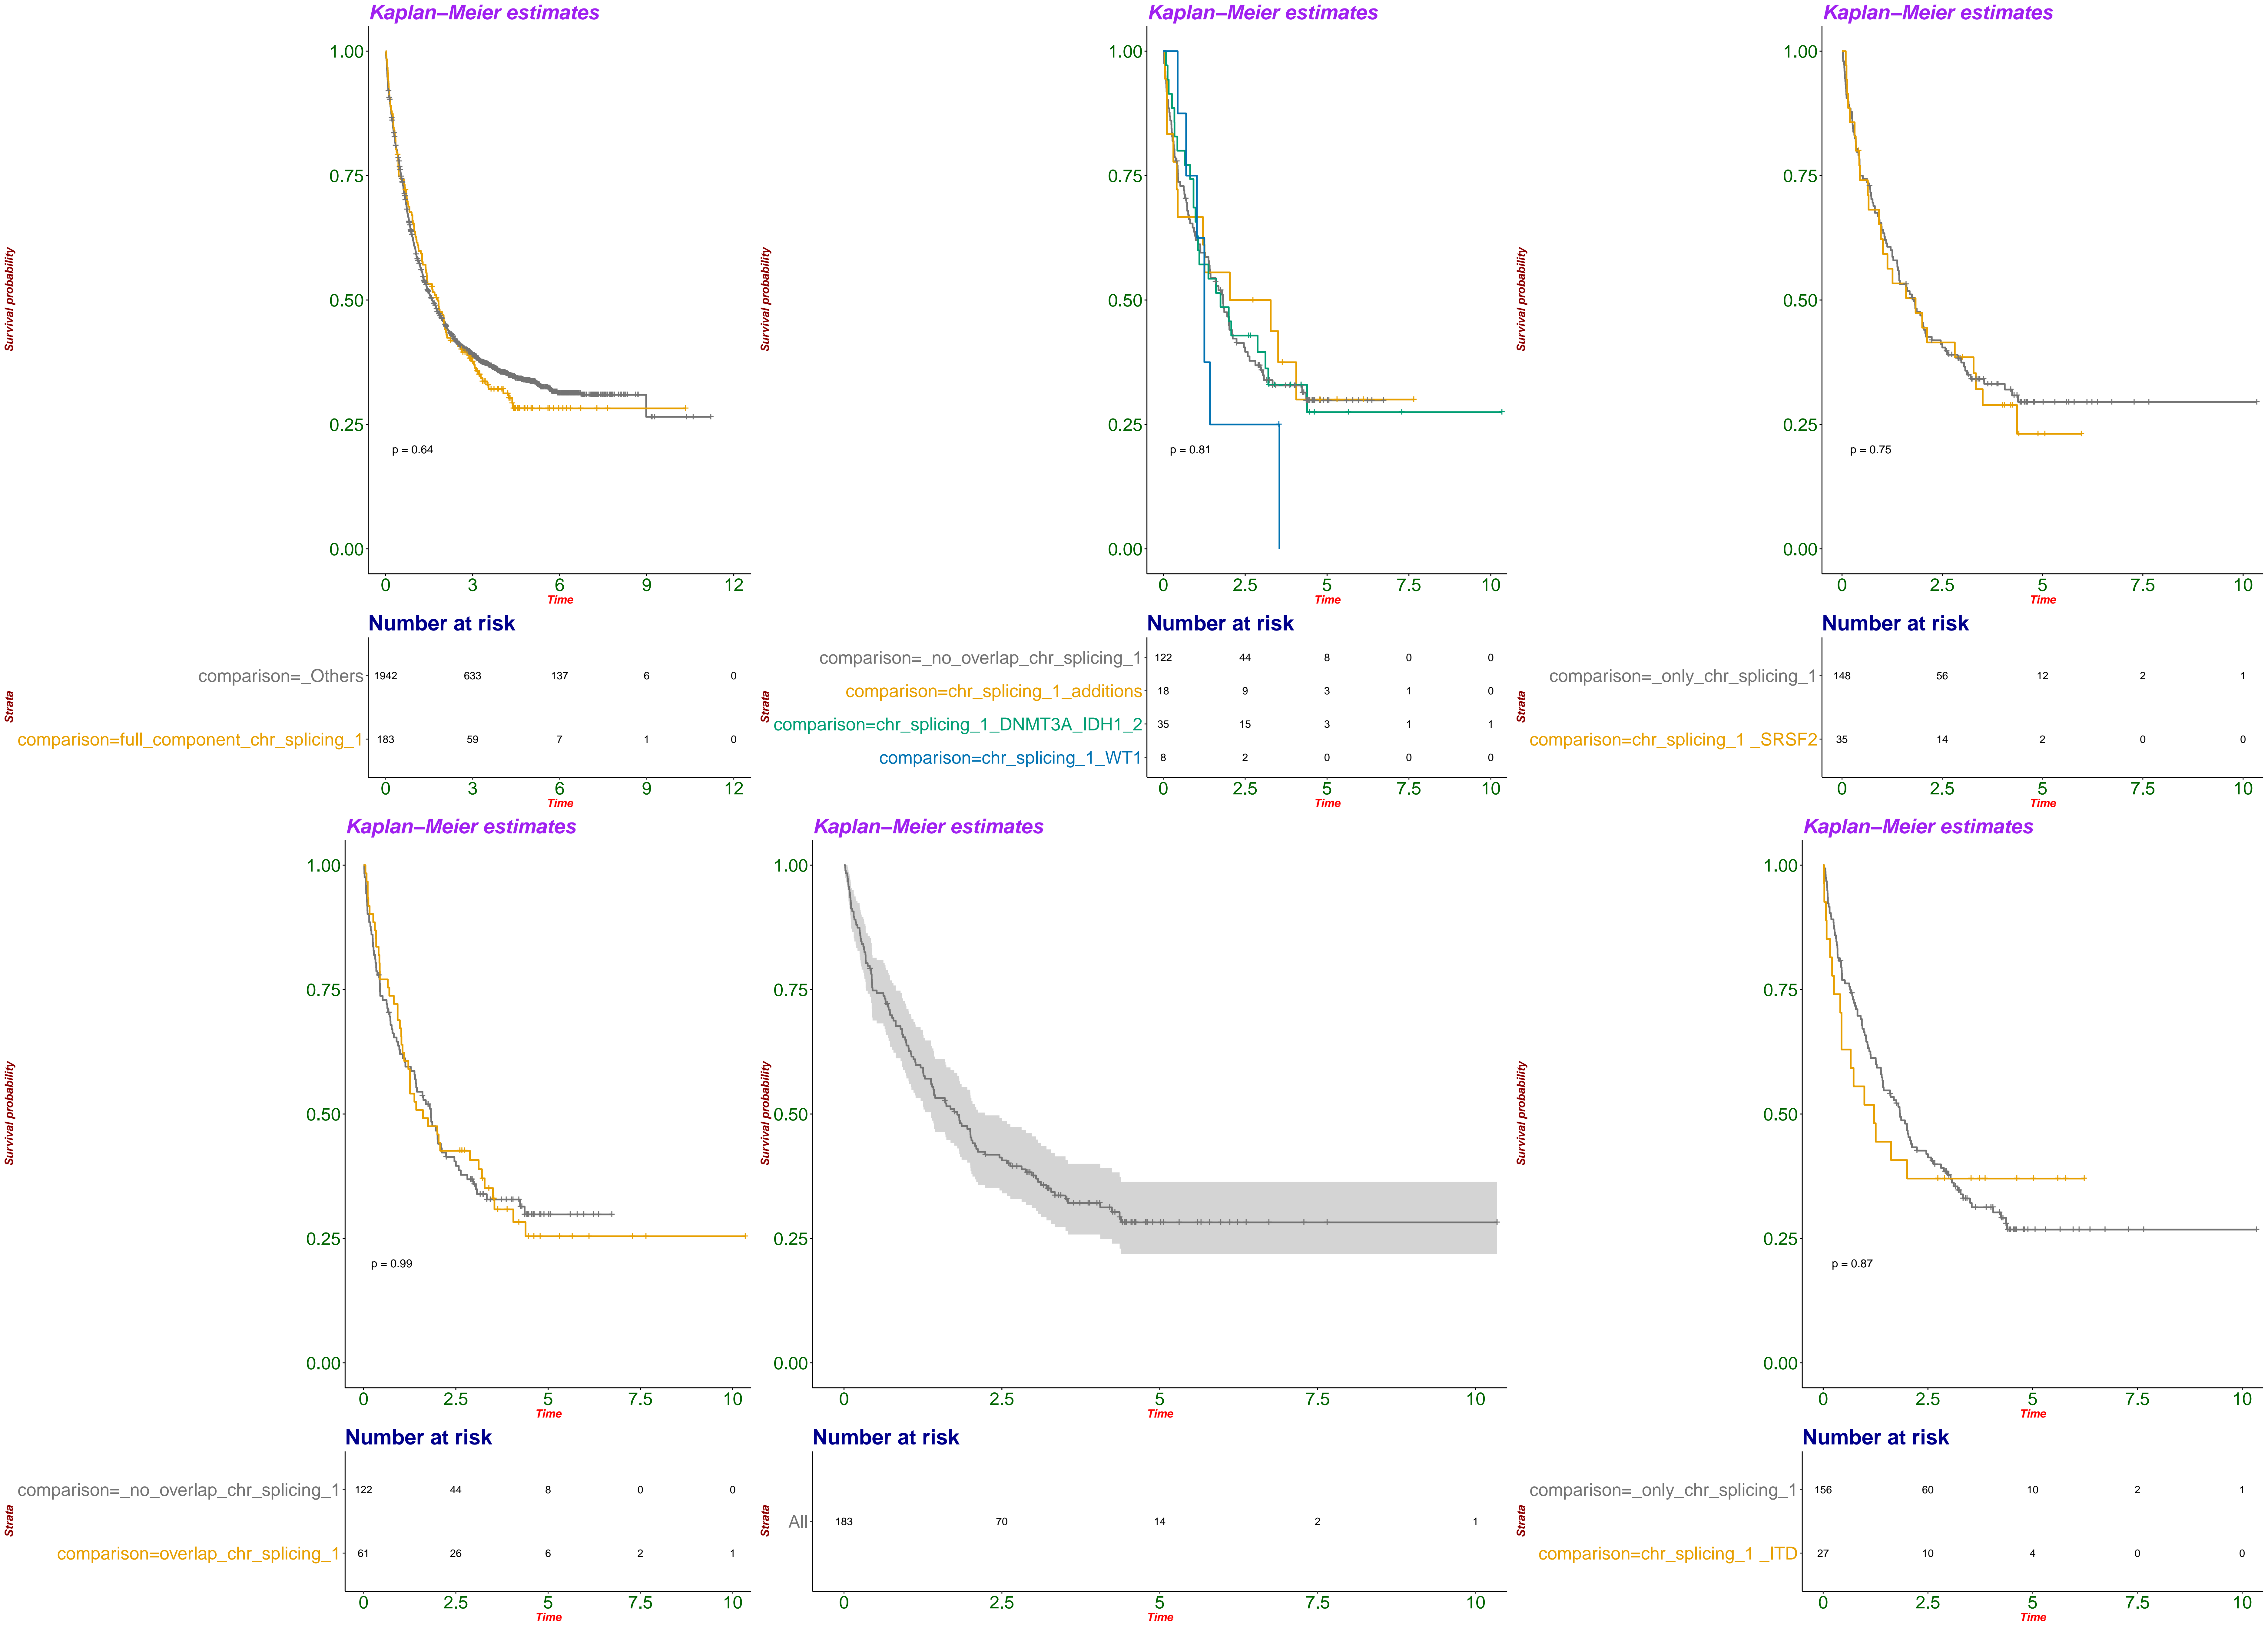 Kaplan–Meier estimates
Survival probability
1.00
0.75
0.50
0.25
0.00
p = 0.64
0 3 6 9 12
Time
Number at risk
Strata
comparison=_Others 1942 633 137 6 0
comparison=full_component_chr_splicing_1 183 59 7 1 0
0 3 6 9 12
Time
Kaplan–Meier estimates
Survival probability
1.00
0.75
0.50
0.25
0.00
p = 0.81
0 2.5 5 7.5 10
Time
Number at risk
Strata
comparison=_no_overlap_chr_splicing_1 122 44 8 0 0
comparison=chr_splicing_1_additions 18 9 3 1 0
comparison=chr_splicing_1_DNMT3A_IDH1_2 35 15 3 1 1
comparison=chr_splicing_1_WT1 8 2 0 0 0
0 2.5 5 7.5 10
Time
Kaplan–Meier estimates
Survival probability
1.00
0.75
0.50
0.25
0.00
p = 0.75
0 2.5 5 7.5 10
Time
Number at risk
Strata
comparison=_only_chr_splicing_1 148 56 12 2 1
comparison=chr_splicing_1 _SRSF2 35 14 2 0 0
0 2.5 5 7.5 10
Time
Kaplan–Meier estimates
Survival probability
1.00
0.75
0.50
0.25
0.00
p = 0.99
0 2.5 5 7.5 10
Time
Number at risk
Strata
comparison=_no_overlap_chr_splicing_1 122 44 8 0 0
comparison=overlap_chr_splicing_1 61 26 6 2 1
0 2.5 5 7.5 10
Time
Kaplan–Meier estimates
Survival probability
1.00
0.75
0.50
0.25
0.00
0 2.5 5 7.5 10
Time
Number at risk
Strata
All 183 70 14 2 1
0 2.5 5 7.5 10
Time
Kaplan–Meier estimates
Survival probability
1.00
0.75
0.50
0.25
0.00
p = 0.87
0 2.5 5 7.5 10
Time
Number at risk
Strata
comparison=_only_chr_splicing_1 156 60 10 2 1
comparison=chr_splicing_1 _ITD 27 10 4 0 0
0 2.5 5 7.5 10
Time